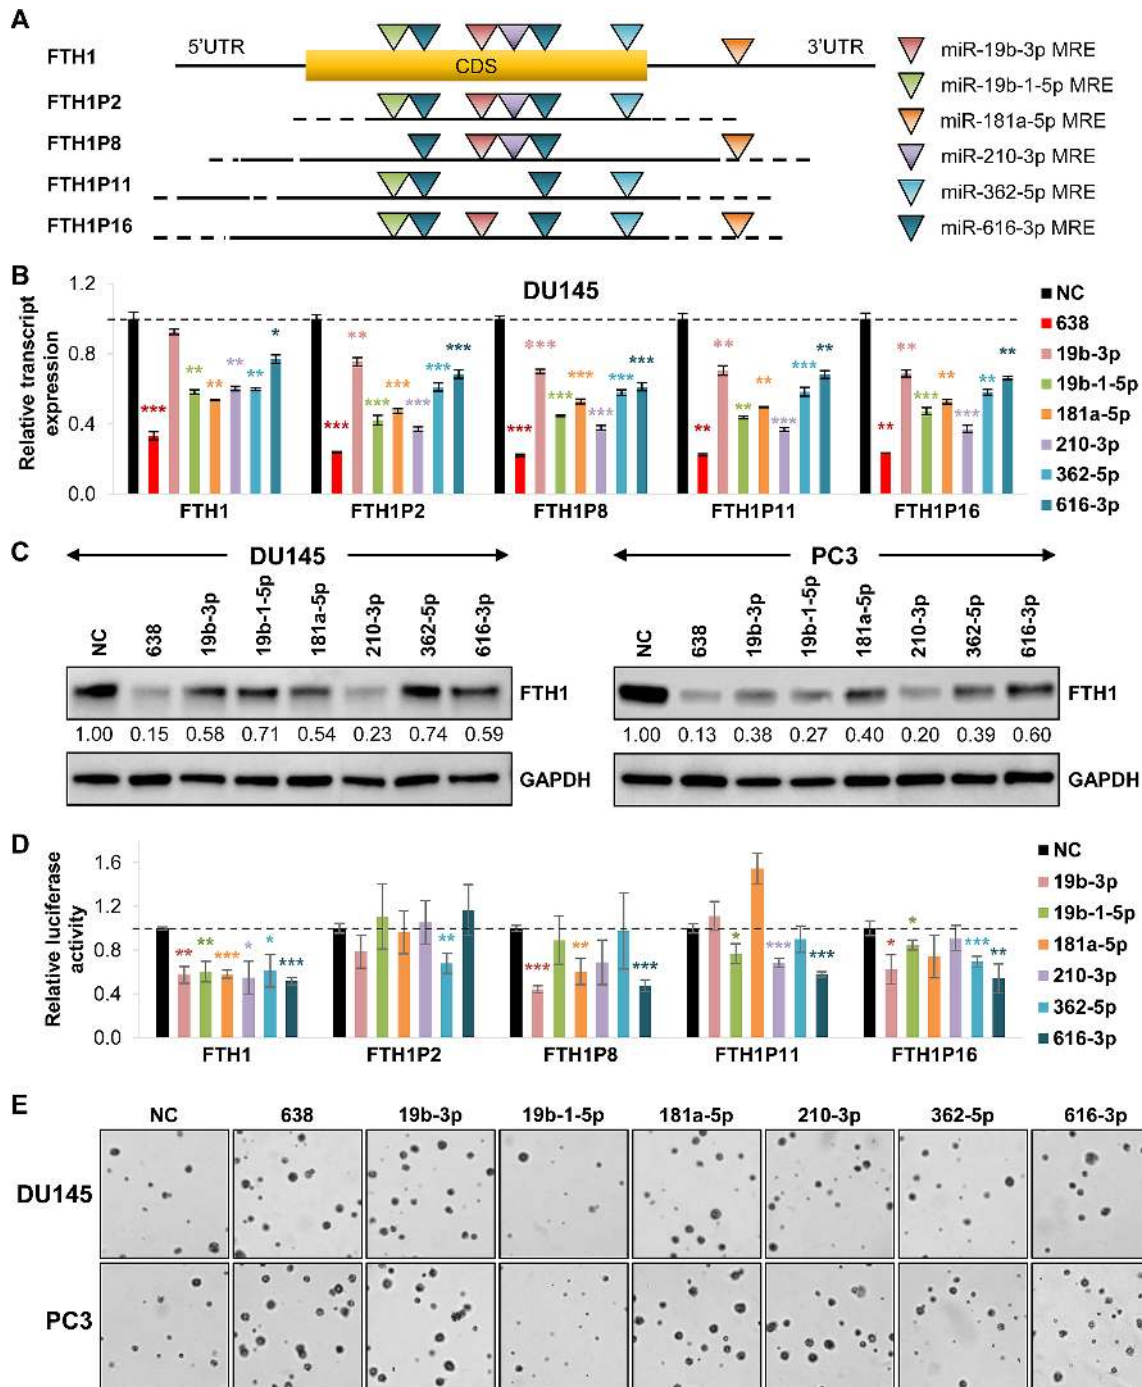 A
5'UTR
3'UTR
FTH1
CDS
FTH1P2
FTH1P8
FTH1P11
FTH1P16
miR-19b-3p MRE
miR-19b-1-5p MRE
miR-181a-5p MRE
miR-210-3p MRE
miR-362-5p MRE
miR-616-3p MRE
B
DU145
Relative transcript
expression
1.2
0.8
0.4
0.0
*** ** ** ** ** *
*** ** *** *** *** *** ***
*** *** *** *** *** *** ***
** ** ** ** *** *** **
** ** *** ** *** ** **
FTH1 FTH1P2 FTH1P8 FTH1P11 FTH1P16
NC
638
19b-3p
19b-1-5p
181a-5p
210-3p
362-5p
616-3p
C
DU145
NC 638 19b-3p 19b-1-5p 181a-5p 210-3p 362-5p 616-3p
FTH1
1.00 0.15 0.58 0.71 0.54 0.23 0.74 0.59
GAPDH
PC3
NC 638 19b-3p 19b-1-5p 181a-5p 210-3p 362-5p 616-3p
FTH1
1.00 0.13 0.38 0.27 0.40 0.20 0.39 0.60
GAPDH
D
Relative luciferase
activity
1.6
1.2
0.8
0.4
0.0
** ** *** * * ***
**
*** ** ***
* *** ***
* * *** **
FTH1 FTH1P2 FTH1P8 FTH1P11 FTH1P16
NC
19b-3p
19b-1-5p
181a-5p
210-3p
362-5p
616-3p
E
NC 638 19b-3p 19b-1-5p 181a-5p 210-3p 362-5p 616-3p
DU145
PC3